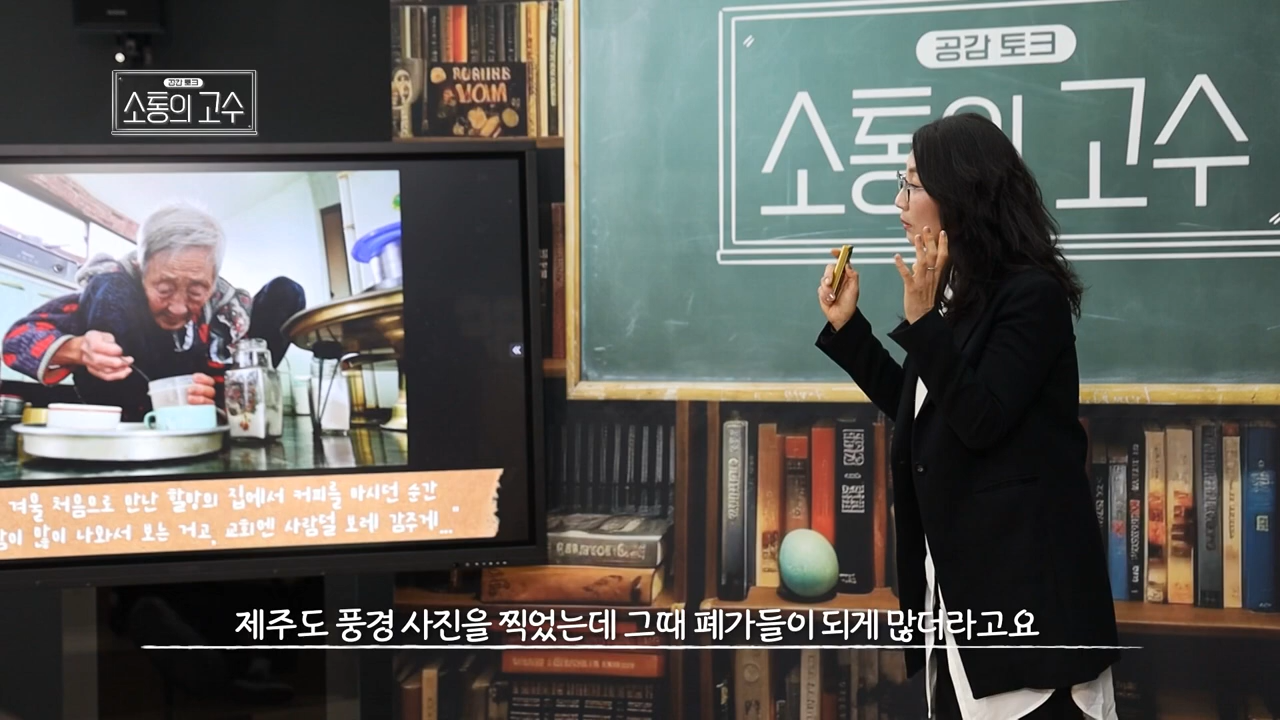 공감 토크
소통의 고수
공감 토크
소통의 고수
겨울 처음으로 만난 할망의 집에서 커피를 마시던 순간
많이 나와서 보는 거고, 교회엔 사람덜 보레 감주게..."
제주도 풍경 사진을 찍었는데 그때 폐가들이 되게 많더라고요